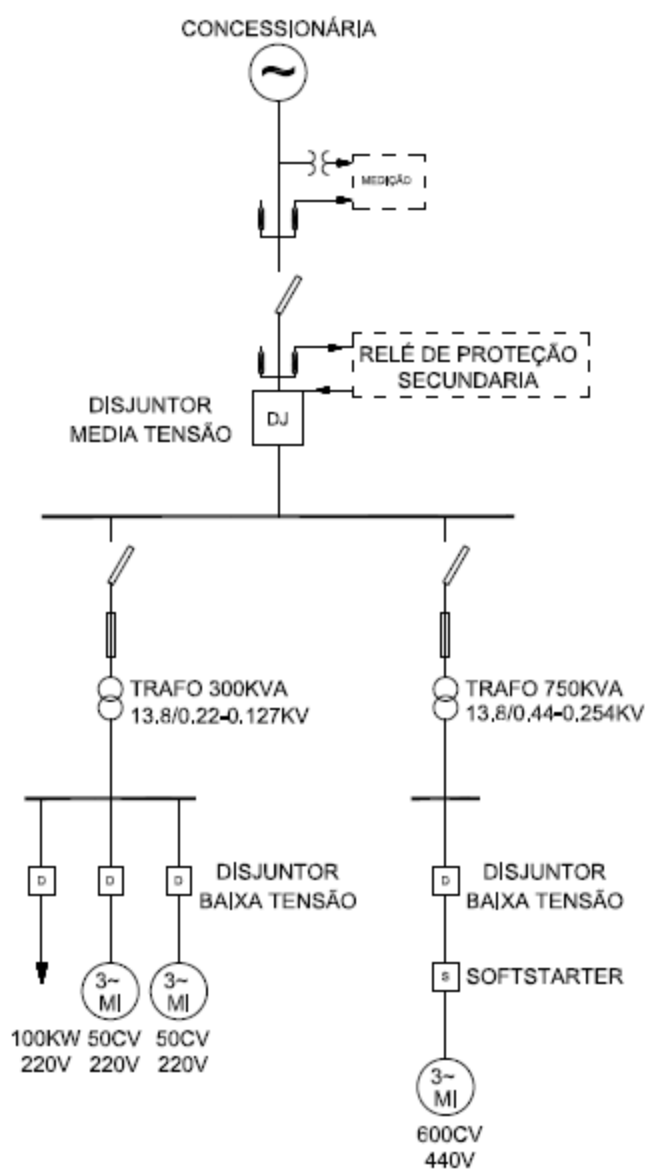 CONCESSIONÁRIA
~
MEDIÇÃO
RELÉ DE PROTEÇÃO
SECUNDARIA
DISJUNTOR
MEDIA TENSÃO
DJ
TRAFO 300KVA
13.8/0.22-0.127KV
TRAFO 750KVA
13.8/0.44-0.254KV
D D D
DISJUNTOR
BAIXA TENSÃO
D
DISJUNTOR
BAIXA TENSÃO
S SOFTSTARTER
3~
MI
3~
MI
100KW 50CV 50CV
220V 220V 220V
3~
MI
600CV
440V